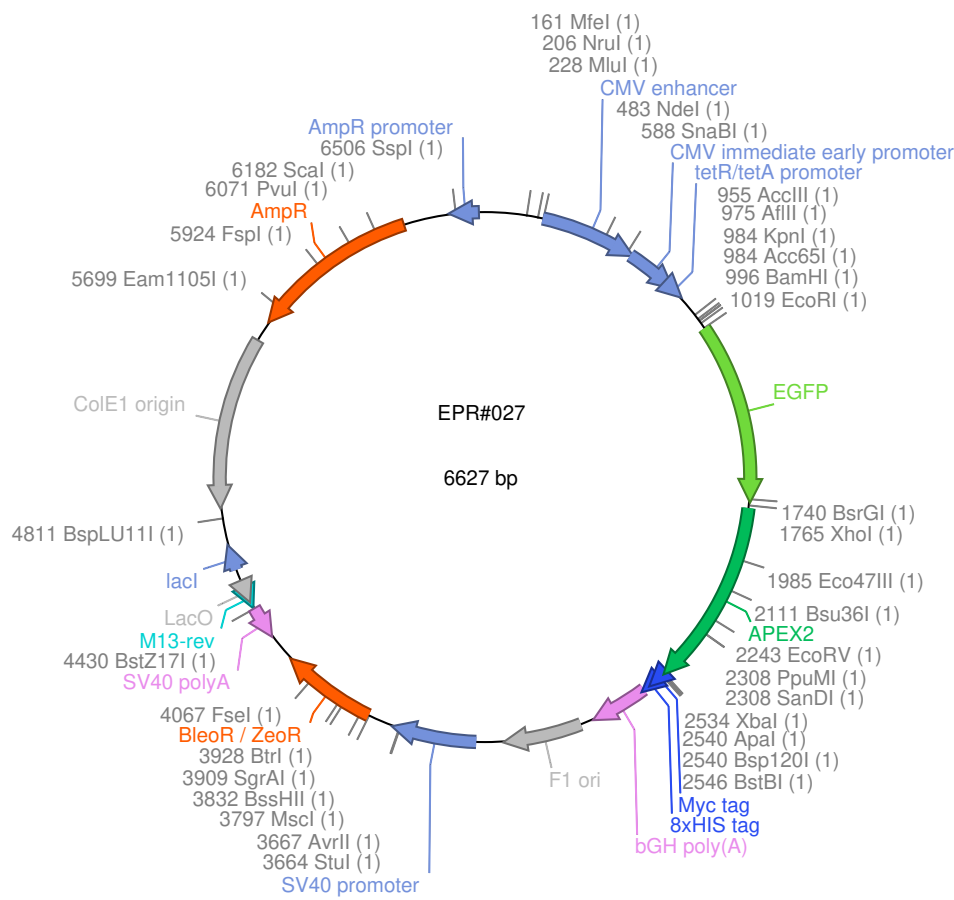 161 MfeI (1)
206 NruI (1)
228 MluI (1)
CMV enhancer
483 NdeI (1)
588 SnaBI (1)
CMV immediate early promoter
tetR/tetA promoter
955 AccIII (1)
975 AflII (1)
984 KpnI (1)
984 Acc65I (1)
996 BamHI (1)
1019 EcoRI (1)
EGFP
1740 BsrGI (1)
1765 XhoI (1)
1985 Eco47III (1)
2111 Bsu36I (1)
APEX2
2243 EcoRV (1)
2308 PpuMI (1)
2308 SanDI (1)
2534 XbaI (1)
2540 ApaI (1)
2540 Bsp120I (1)
2546 BstBI (1)
Myc tag
8xHIS tag
bGH poly(A)
F1 ori
SV40 promoter
3664 StuI (1)
3667 AvrII (1)
3797 MscI (1)
3832 BssHII (1)
3909 SgrAI (1)
3928 BtrI (1)
BleoR / ZeoR
4067 FseI (1)
SV40 polyA
4430 BstZ17I (1)
M13-rev
LacO
lacI
4811 BspLU11I (1)
ColE1 origin
5699 Eam1105I (1)
5924 FspI (1)
AmpR
6071 PvuI (1)
6182 ScaI (1)
6506 SspI (1)
AmpR promoter
EPR#027
6627 bp